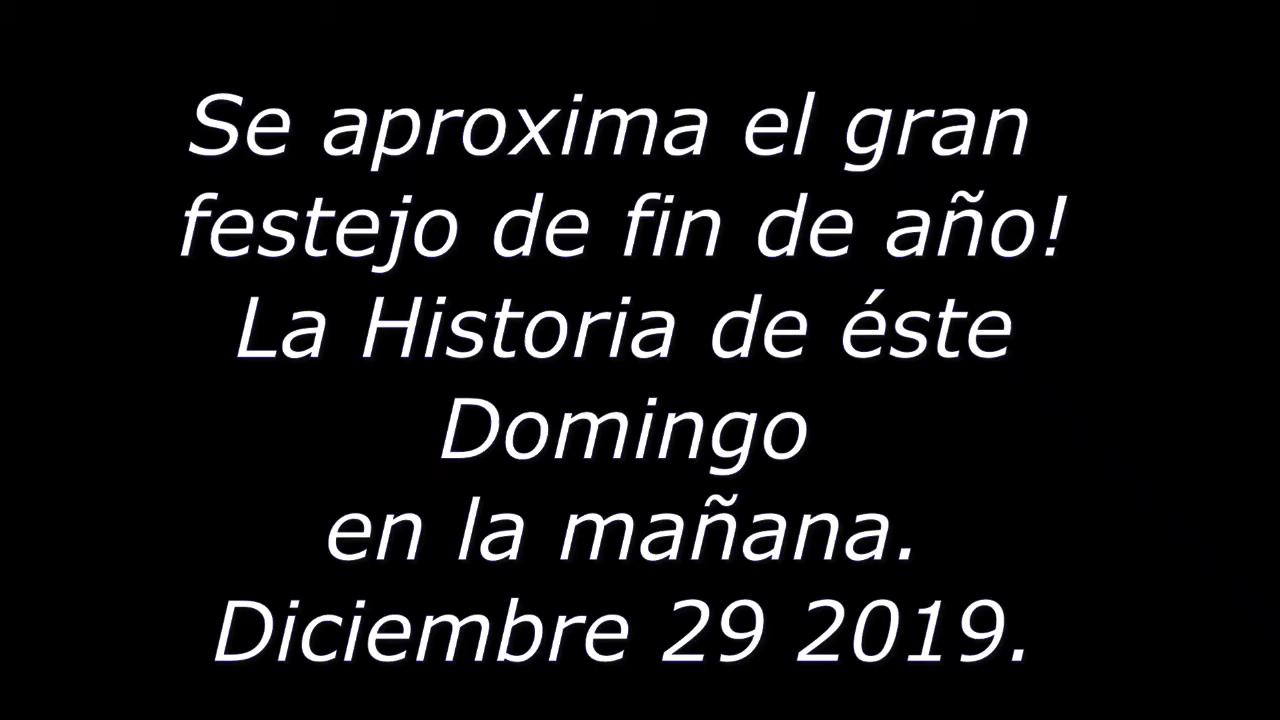 Se aproxima el gran
festejo de fin de año!
La Historia de éste
Domingo
en la mañana.
Diciembre 29 2019.